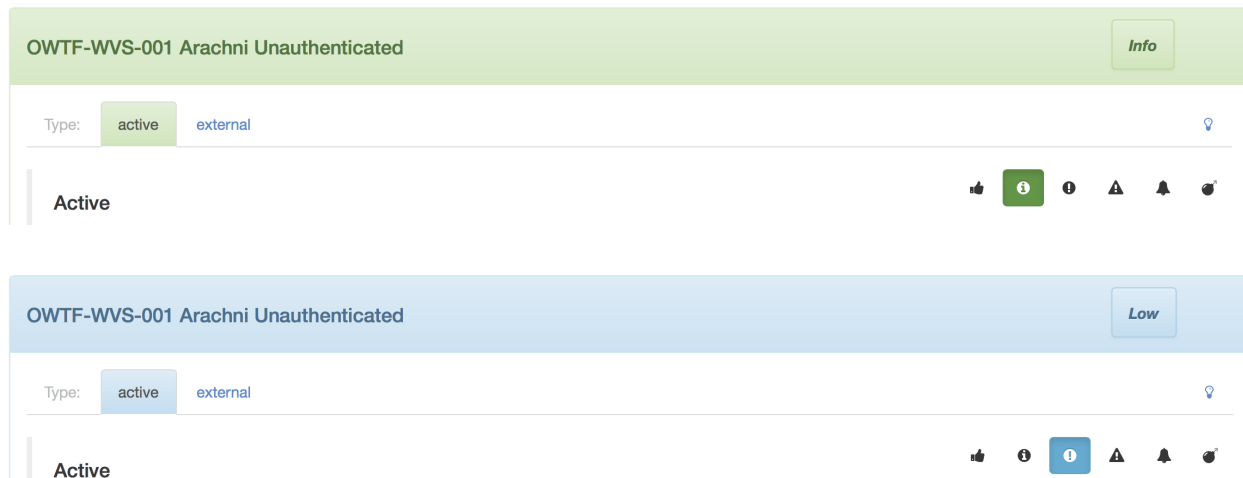 OWTF-WVS-001 Arachni Unauthenticated Info
Type: active external
Active
OWTF-WVS-001 Arachni Unauthenticated Low
Type: active external
Active